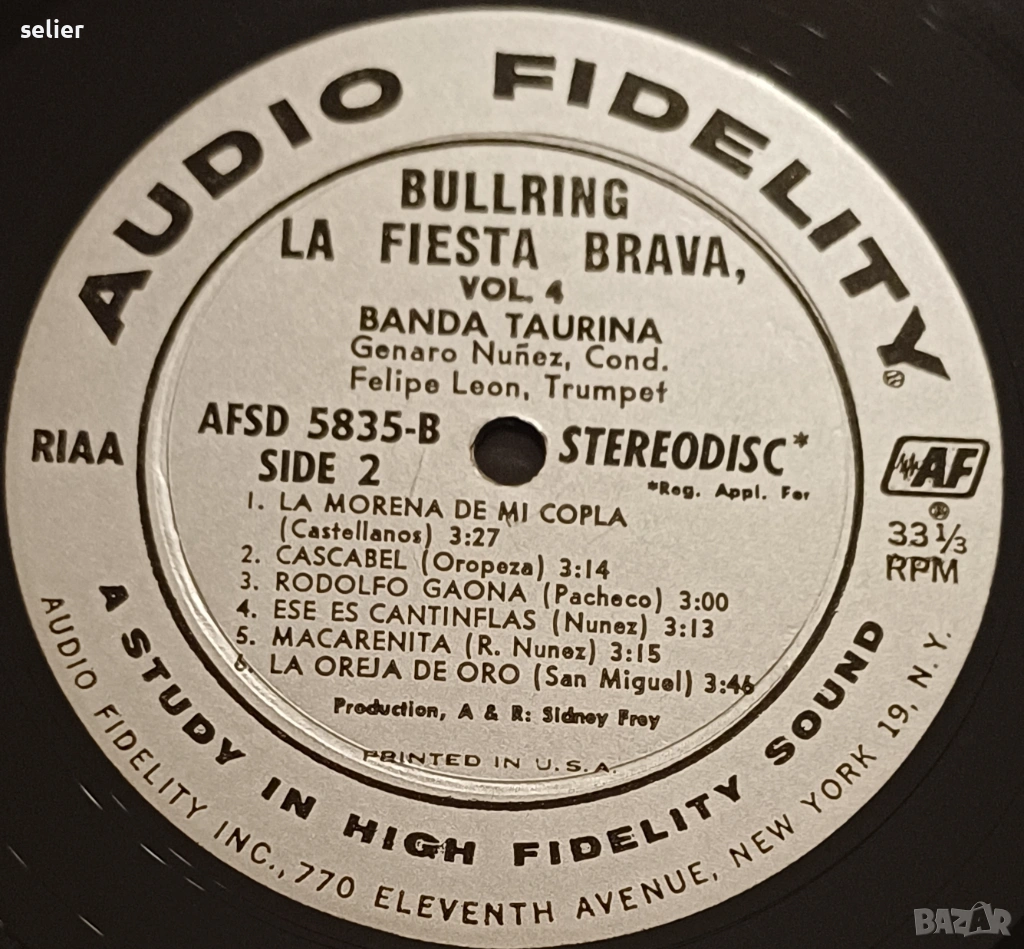 selier
AUDIO FIDELITY
BULLRING
LA FIESTA BRAVA,
VOL. 4
BANDA TAURINA
Genaro Nuñez, Cond.
Felipe Leon, Trumpet
AFSD 5835-B
SIDE 2
STEREODISC*
*Reg. Appl. For
RIAA
AF
33 1/3
RPM
1. LA MORENA DE MI COPLA
(Castellanos) 3:27
2. CASCABEL (Oropeza) 3:14
3. RODOLFO GAONA (Pacheco) 3:00
4. ESE ES CANTINFLAS (Nunez) 3:13
5. MACARENITA (R. Nunez) 3:15
6. LA OREJA DE ORO (San Miguel) 3:46
Production, A & R: Sidney Frey
PRINTED IN U.S.A.
A STUDY IN HIGH FIDELITY SOUND
AUDIO FIDELITY INC., 770 ELEVENTH AVENUE, NEW YORK 19, N.Y.
BAZAR